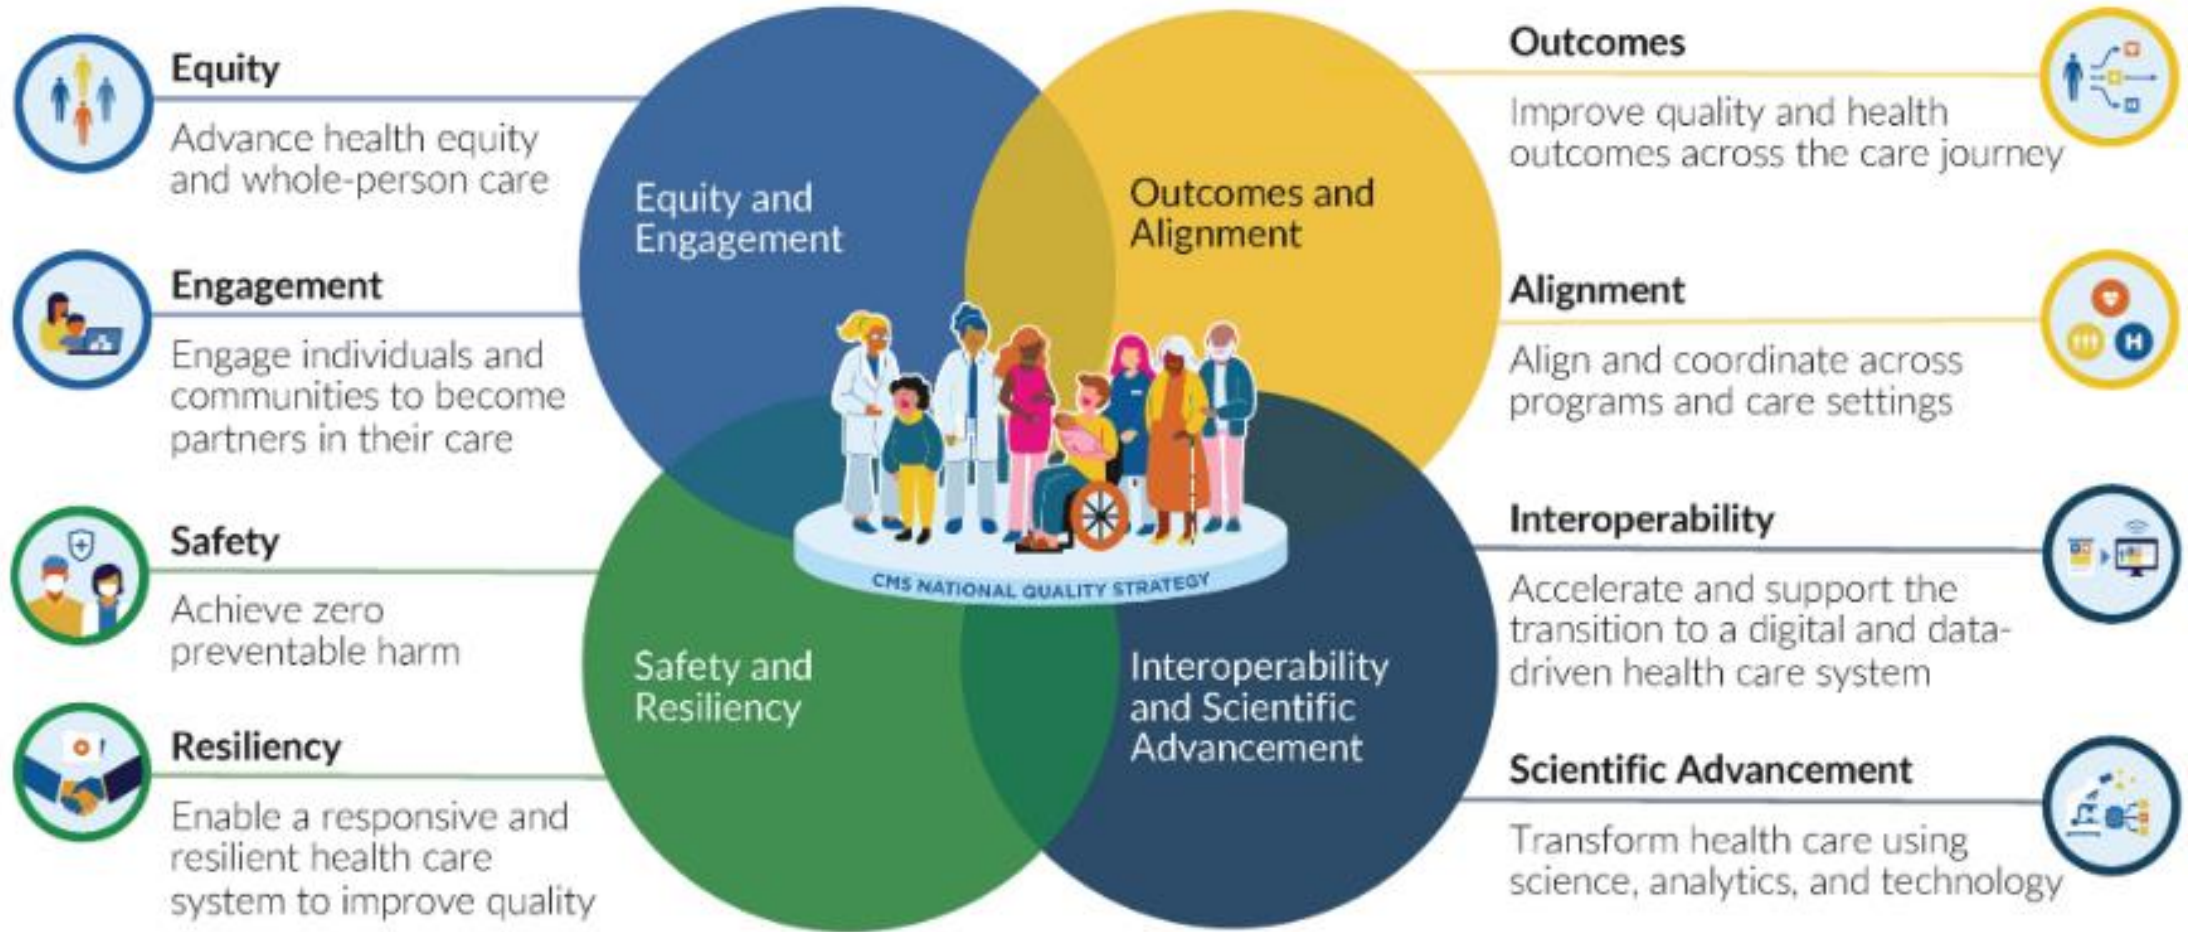 Equity
Advance health equity
and whole-person care
Engagement
Engage individuals and
communities to become
partners in their care
Safety
Achieve zero
preventable harm
Resiliency
Enable a responsive and
resilient health care
system to improve quality
Equity and
Engagement
Outcomes and
Alignment
CMS NATIONAL QUALITY STRATEGY
Safety and
Resiliency
Interoperability
and Scientific
Advancement
Outcomes
Improve quality and health
outcomes across the care journey
Alignment
H
Align and coordinate across
programs and care settings
Interoperability
Accelerate and support the
transition to a digital and data-
driven health care system
Scientific Advancement
Transform health care using
science, analytics, and technology